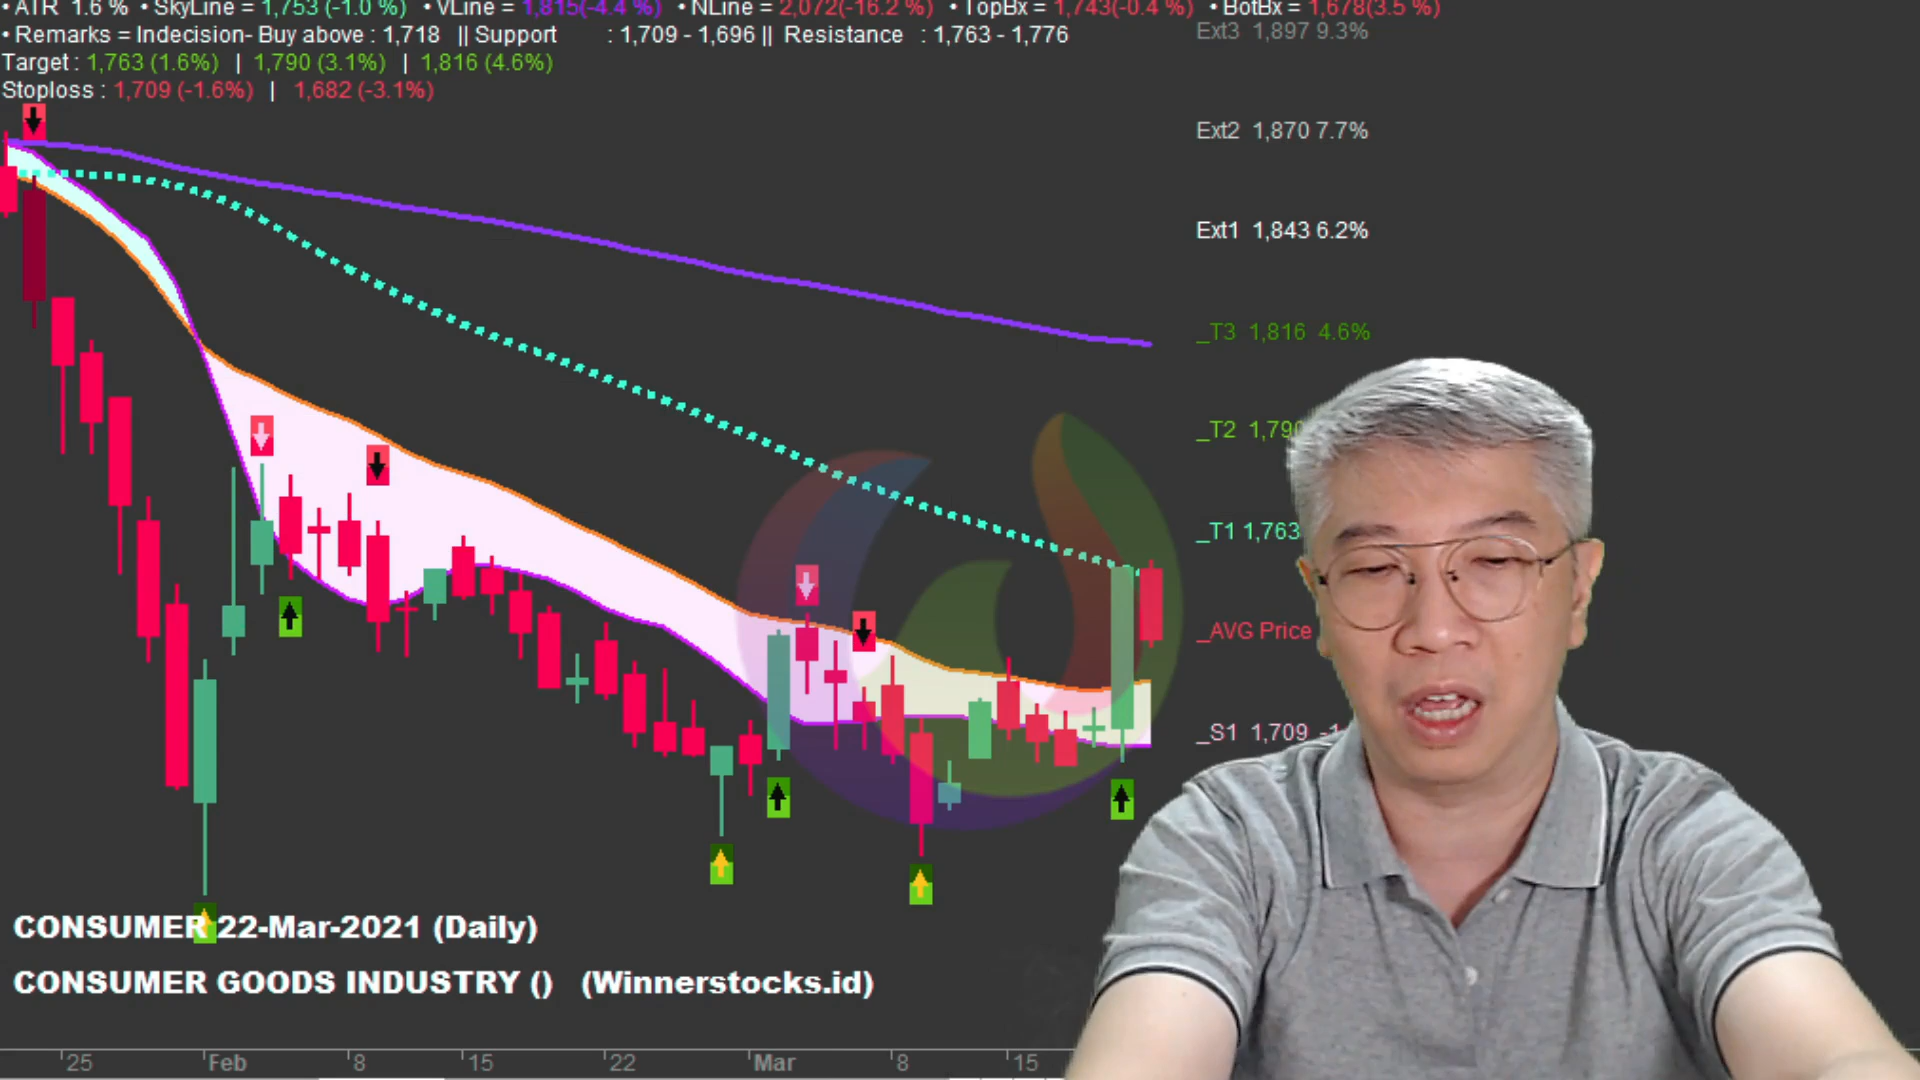 • ATR 1.6 % • SkyLine = 1,753 (-1.0 %) • VLine = 1,815(-4.4 %) • NLine = 2,072(-16.2 %) • TopBx = 1,743(-0.4 %) • BotBx = 1,678(3.5 %)
• Remarks = Indecision- Buy above : 1,718 || Support : 1,709 - 1,696 || Resistance : 1,763 - 1,776
Ext3 1,897 9.3%
Target : 1,763 (1.6%) | 1,790 (3.1%) | 1,816 (4.6%)
Stoploss : 1,709 (-1.6%) | 1,682 (-3.1%)
Ext2 1,870 7.7%
Ext1 1,843 6.2%
_T3 1,816 4.6%
_T2 1,790
_T1 1,763
_AVG Price
_S1 1,709 -1
CONSUMER 22-Mar-2021 (Daily)
CONSUMER GOODS INDUSTRY () (Winnerstocks.id)
25 Feb 8 15 22 Mar 8 15